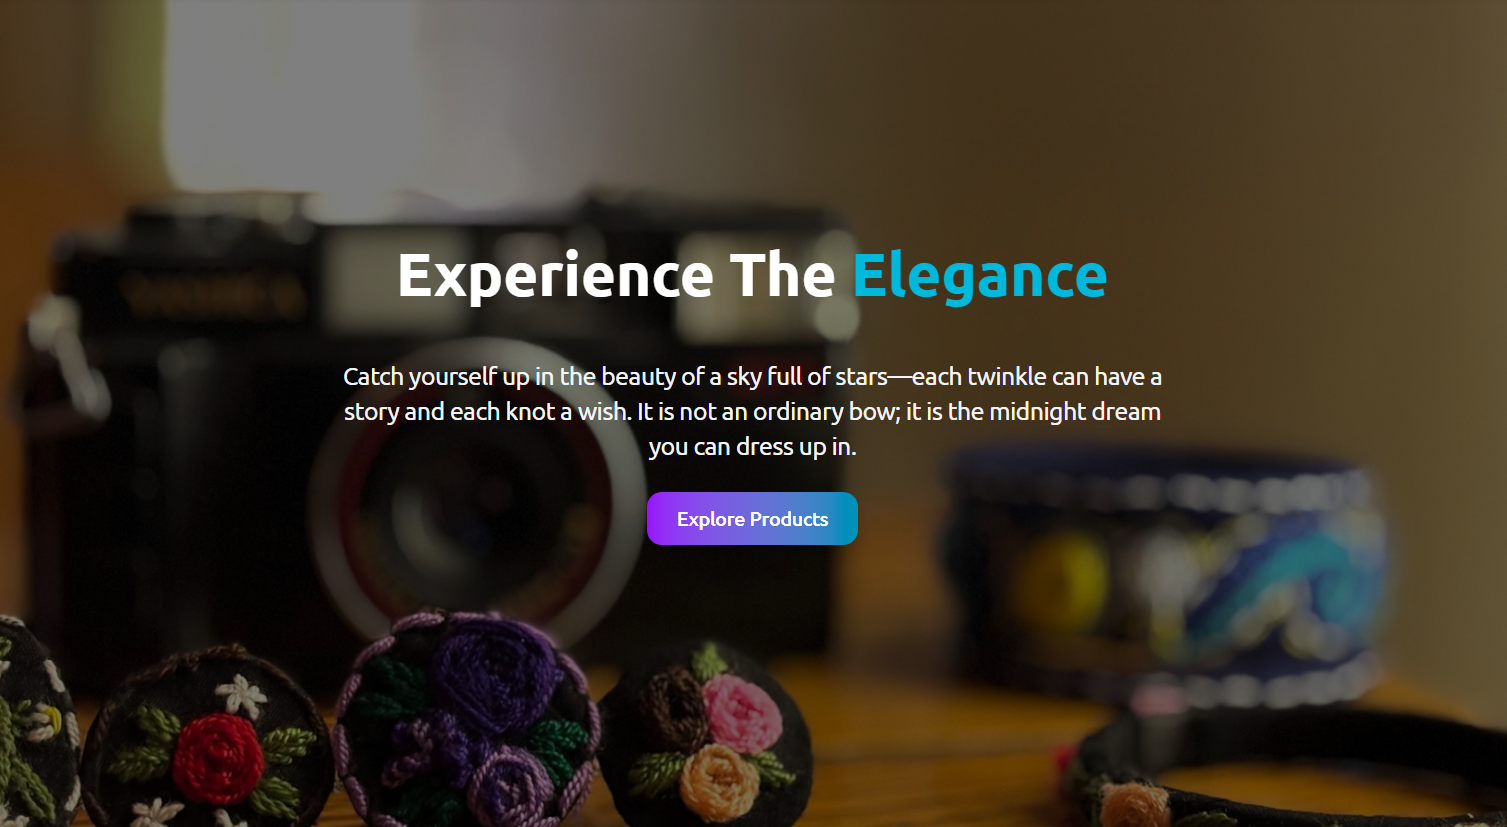 Experience The Elegance
Catch yourself up in the beauty of a sky full of stars—each twinkle can have a
story and each knot a wish. It is not an ordinary bow; it is the midnight dream
you can dress up in.
Explore Products